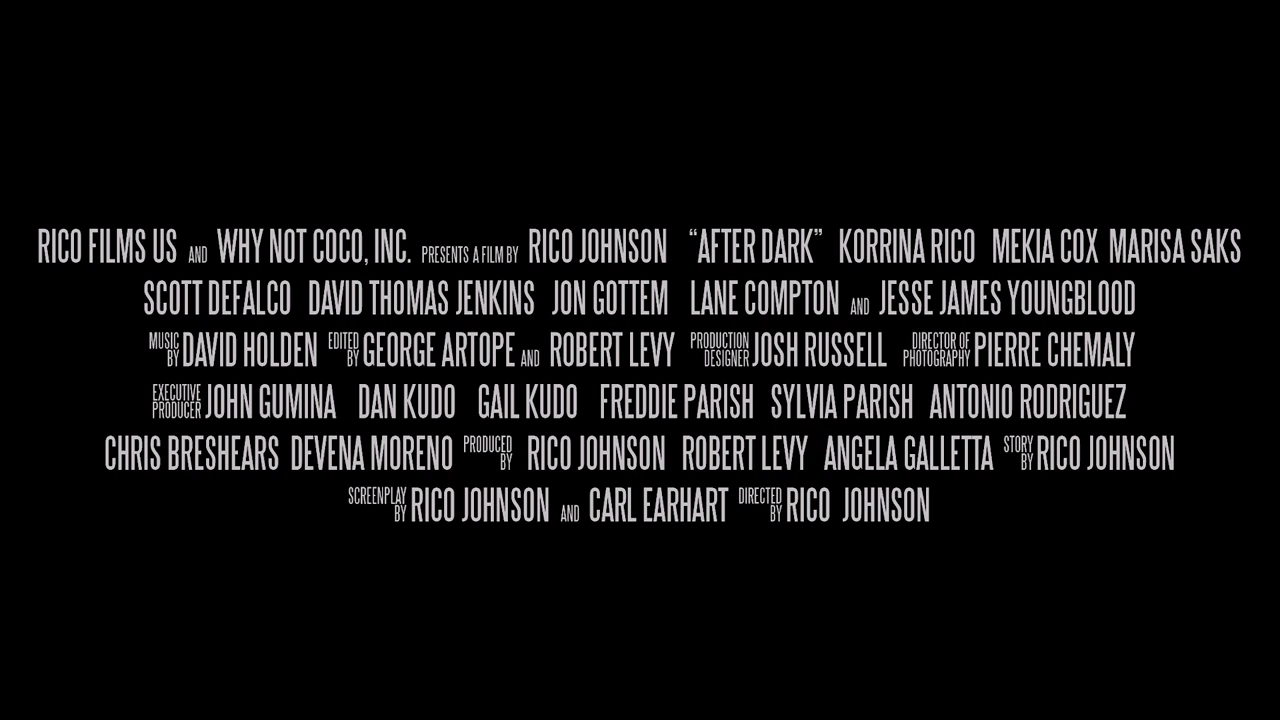 RICO FILMS US AND WHY NOT COCO, INC. PRESENTS A FILM BY RICO JOHNSON “AFTER DARK” KORRINA RICO MEKIA COX MARISA SAKS
SCOTT DEFALCO DAVID THOMAS JENKINS JON GOTTEM LANE COMPTON AND JESSE JAMES YOUNGBLOOD
MUSIC BY DAVID HOLDEN EDITED BY GEORGE ARTOPE AND ROBERT LEVY PRODUCTION DESIGNER JOSH RUSSELL DIRECTOR OF PHOTOGRAPHY PIERRE CHEMALY
EXECUTIVE PRODUCER JOHN GUMINA DAN KUDO GAIL KUDO FREDDIE PARISH SYLVIA PARISH ANTONIO RODRIGUEZ
CHRIS BRESHEARS DEVENA MORENO PRODUCED BY RICO JOHNSON ROBERT LEVY ANGELA GALLETTA STORY BY RICO JOHNSON
SCREENPLAY BY RICO JOHNSON AND CARL EARHART DIRECTED BY RICO JOHNSON